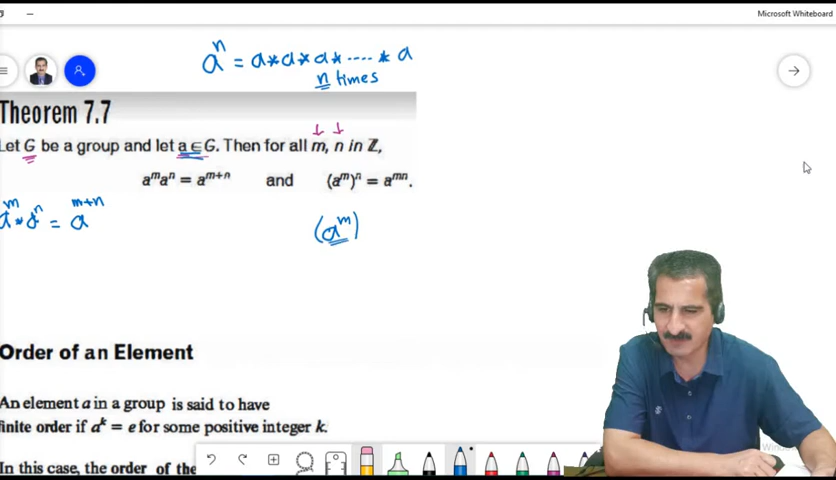 Microsoft Whiteboard
a^n = a * a * a * .... * a
n times
Theorem 7.7
Let G be a group and let a ∈ G. Then for all m, n in ℤ,
a^m a^n = a^{m+n} and (a^m)^n = a^{mn}.
a^m * a^n = a^{m+n}
(a^m)
Order of an Element
An element a in a group is said to have
finite order if a^k = e for some positive integer k.
In this case, the order of the